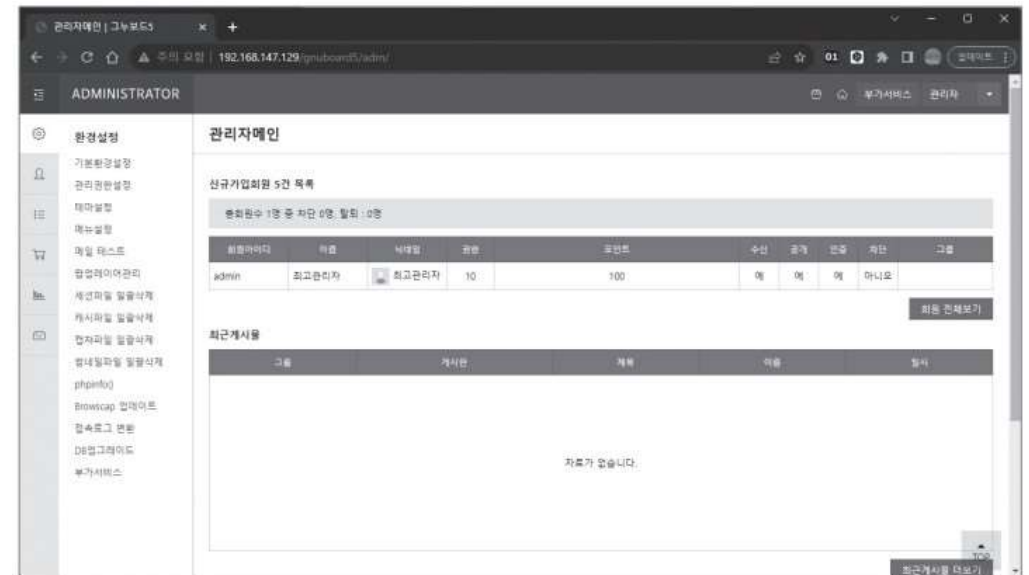 관리자메인 | 그누보드5
주의 요함 | 192.168.147.129/gnuboard5/adm/
01
업데이트
ADMINISTRATOR
부가서비스 관리자
환경설정
기본환경설정
관리권한설정
테마설정
메뉴설정
메일 테스트
팝업레이어관리
세션파일 일괄삭제
캐시파일 일괄삭제
캡챠파일 일괄삭제
썸네일파일 일괄삭제
phpinfo()
Browscap 업데이트
접속로그 변환
DB업그레이드
부가서비스
관리자메인
신규가입회원 5건 목록
총회원수 1명 중 차단 0명, 탈퇴 : 0명
회원아이디 이름 닉네임 권한 포인트 수신 공개 인증 차단 그룹
admin 최고관리자 최고관리자 10 100 예 예 예 아니오
회원 전체보기
최근게시물
그룹 게시판 제목 이름 일시
자료가 없습니다.
TOP
최근게시물 더보기